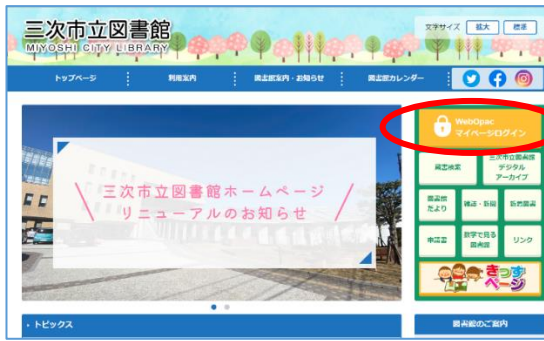 三次市立図書館
MIYOSHI CITY LIBRARY
文字サイズ 拡大 標準
トップページ 利用案内 図書館案内・お知らせ 図書館カレンダー
WebOpac
マイページログイン
三次市立図書館ホームページ
リニューアルのお知らせ
蔵書検索
三次市立図書館
デジタル
アーカイブ
図書館
だより
雑誌・新聞
新着図書
申請書
数字で見る
図書館
リンク
きっず
ページ
トピックス
図書館のご案内